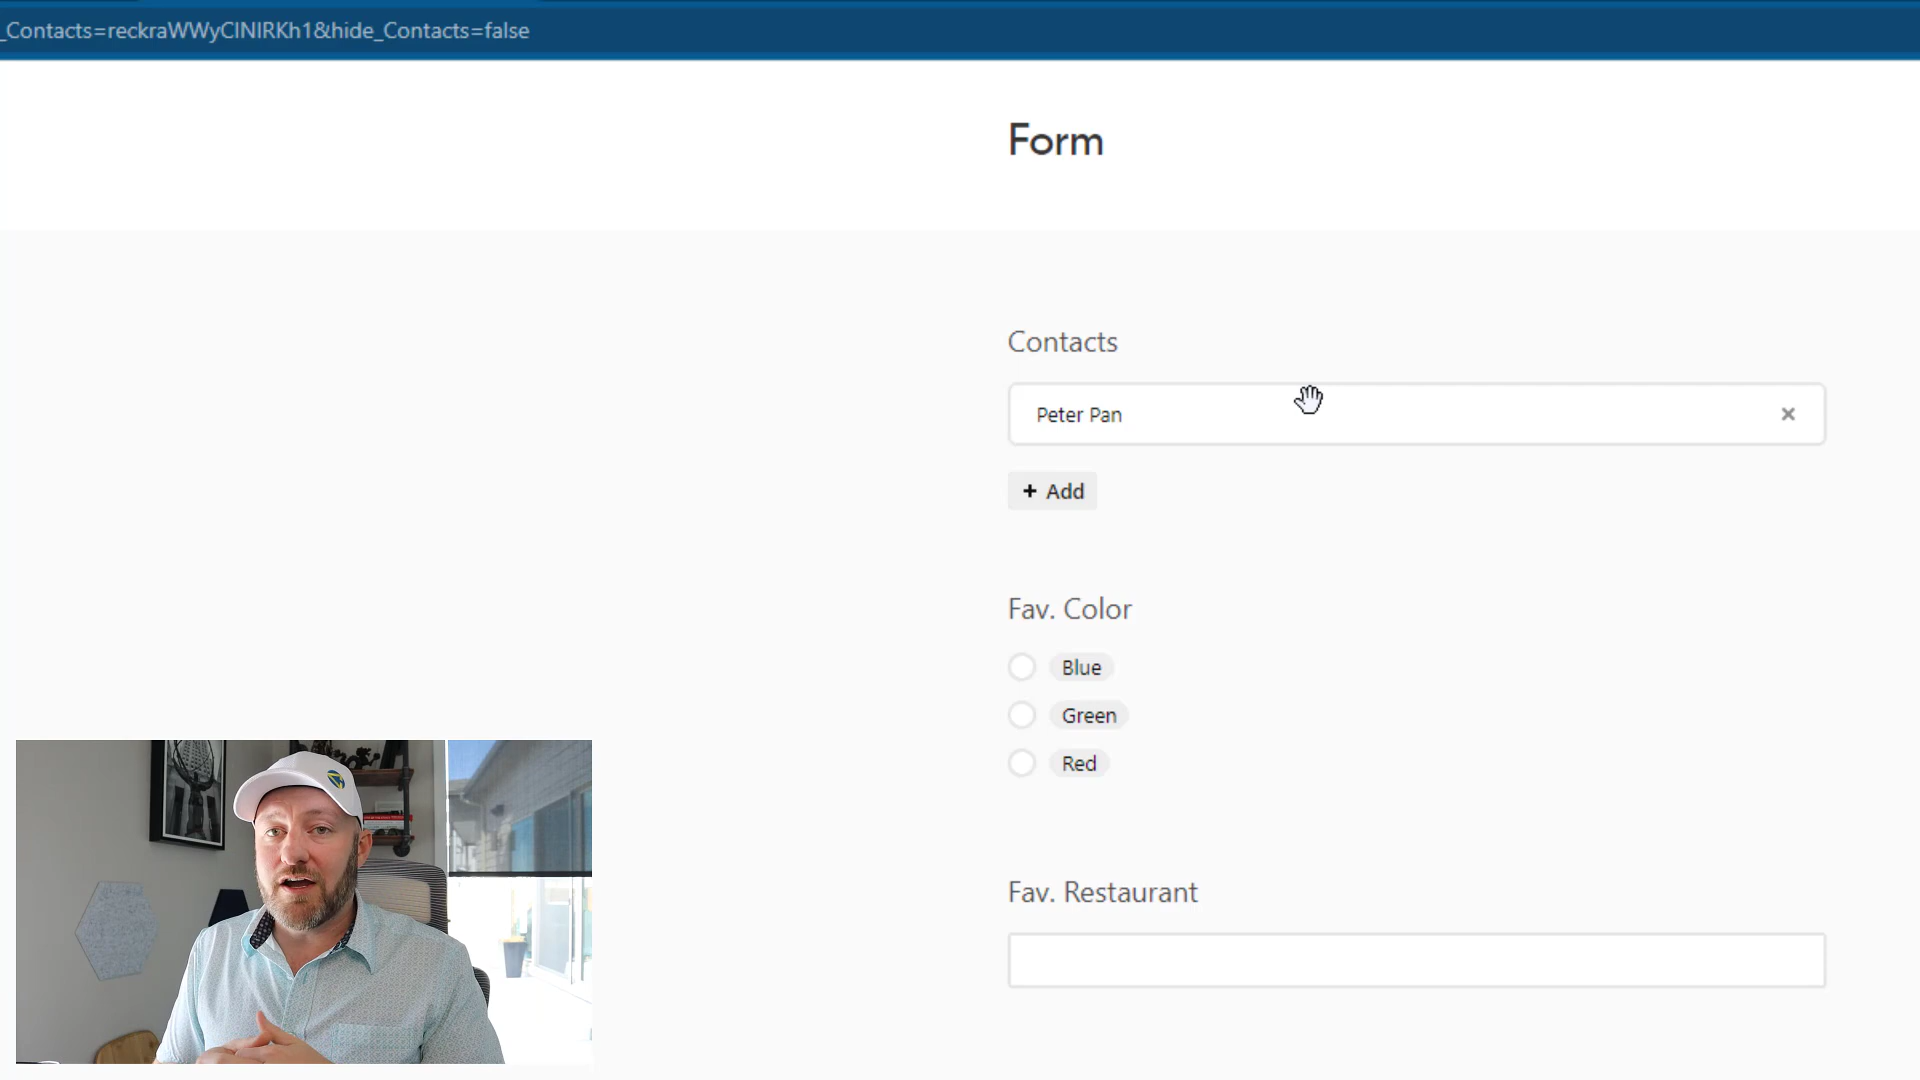 _Contacts=reckraWWyCINIRKh1&hide_Contacts=false
Form
Contacts
Peter Pan
+ Add
Fav. Color
Blue
Green
Red
Fav. Restaurant